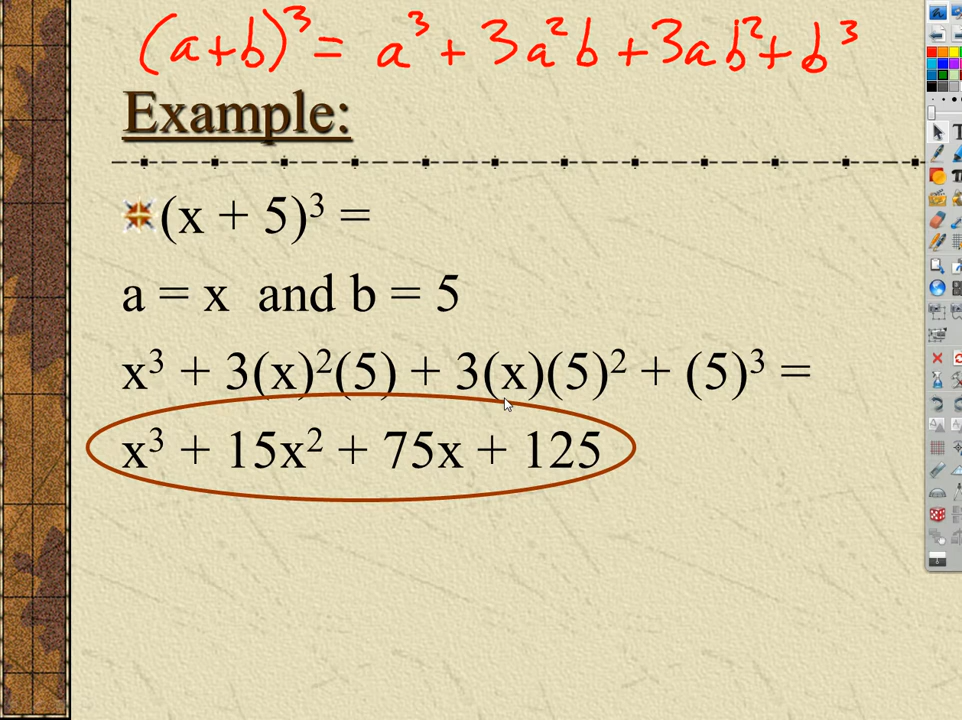 (a+b)³ = a³ + 3a²b + 3ab² + b³
Example:
(x + 5)³ =
a = x and b = 5
x³ + 3(x)²(5) + 3(x)(5)² + (5)³ =
x³ + 15x² + 75x + 125